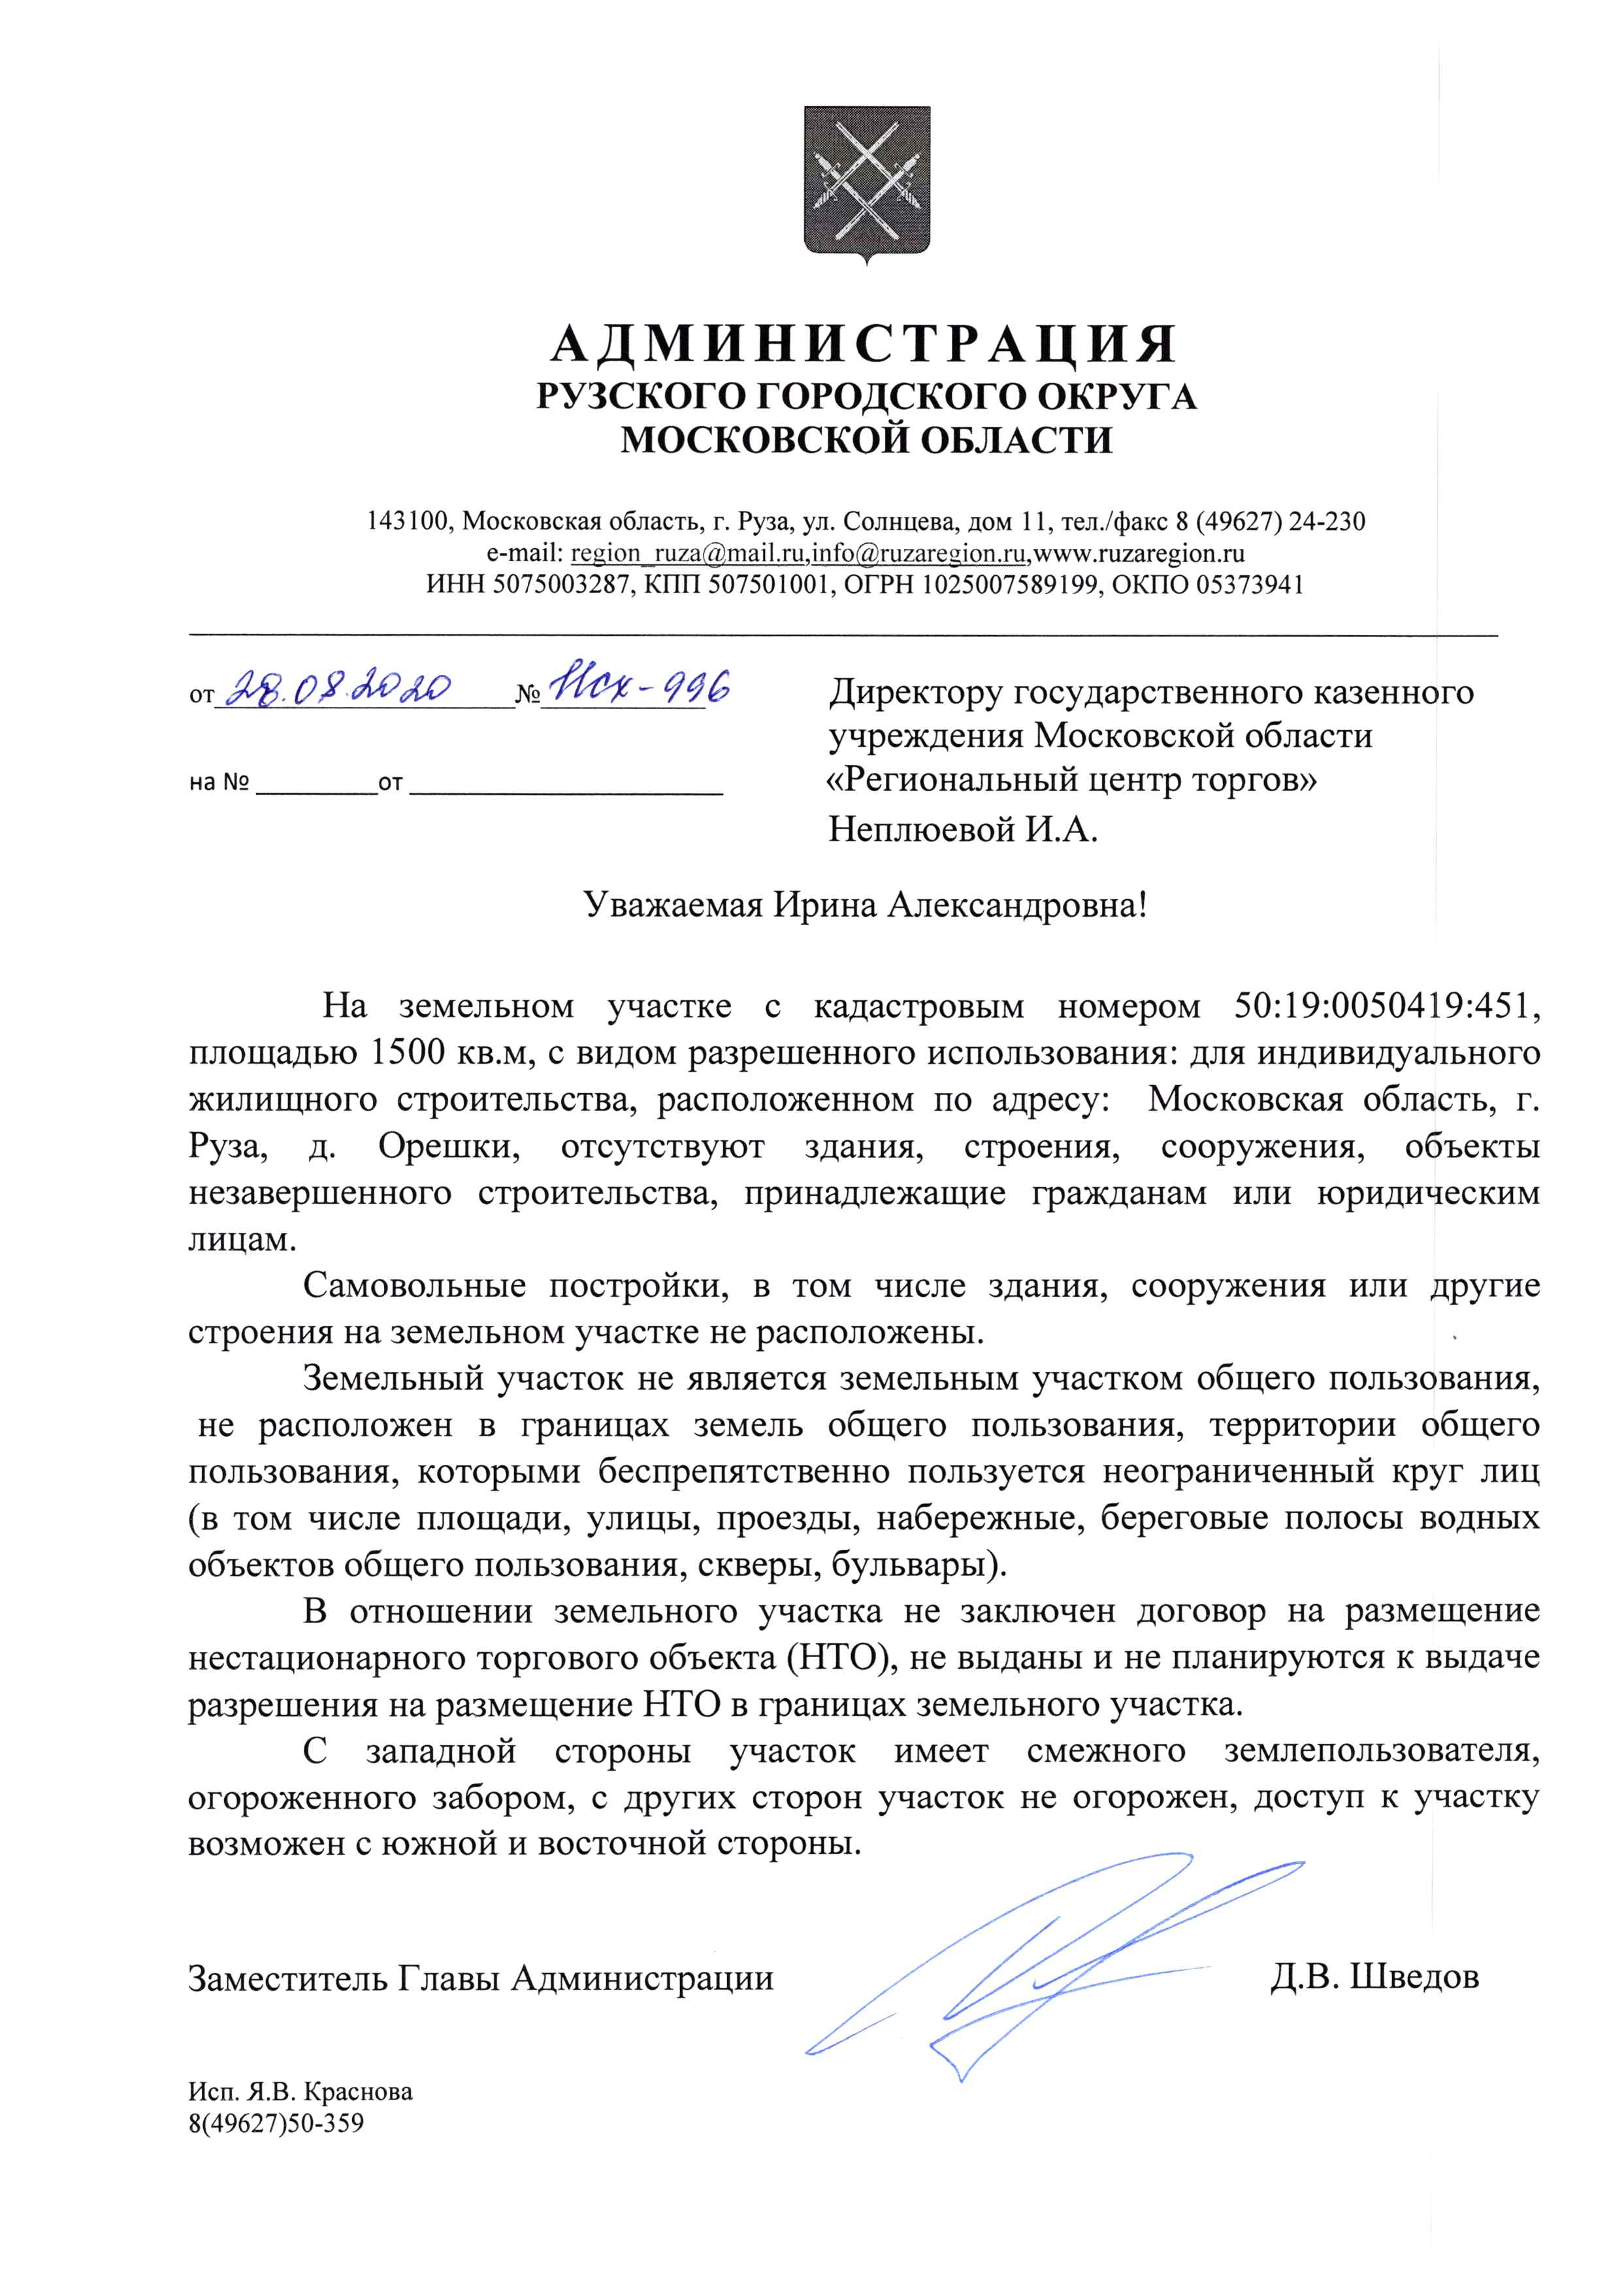 АДМИНИСТРАЦИЯ
РУЗСКОГО ГОРОДСКОГО ОКРУГА
МОСКОВСКОЙ ОБЛАСТИ
143100, Московская область, г. Руза, ул. Солнцева, дом 11, тел./факс 8 (49627) 24-230
e-mail: region_ruza@mail.ru,info@ruzaregion.ru,www.ruzaregion.ru
ИНН 5075003287, КПП 507501001, ОГРН 1025007589199, ОКПО 05373941
от 28.08.2020 № Исх-996
на № ________ от ____________________
Директору государственного казенного
учреждения Московской области
«Региональный центр торгов»
Неплюевой И.А.
Уважаемая Ирина Александровна!
На земельном участке с кадастровым номером 50:19:0050419:451,
площадью 1500 кв.м, с видом разрешенного использования: для индивидуального
жилищного строительства, расположенном по адресу: Московская область, г.
Руза, д. Орешки, отсутствуют здания, строения, сооружения, объекты
незавершенного строительства, принадлежащие гражданам или юридическим
лицам.
Самовольные постройки, в том числе здания, сооружения или другие
строения на земельном участке не расположены.
Земельный участок не является земельным участком общего пользования,
не расположен в границах земель общего пользования, территории общего
пользования, которыми беспрепятственно пользуется неограниченный круг лиц
(в том числе площади, улицы, проезды, набережные, береговые полосы водных
объектов общего пользования, скверы, бульвары).
В отношении земельного участка не заключен договор на размещение
нестационарного торгового объекта (НТО), не выданы и не планируются к выдаче
разрешения на размещение НТО в границах земельного участка.
С западной стороны участок имеет смежного землепользователя,
огороженного забором, с других сторон участок не огорожен, доступ к участку
возможен с южной и восточной стороны.
Заместитель Главы Администрации Д.В. Шведов
Исп. Я.В. Краснова
8(49627)50-359